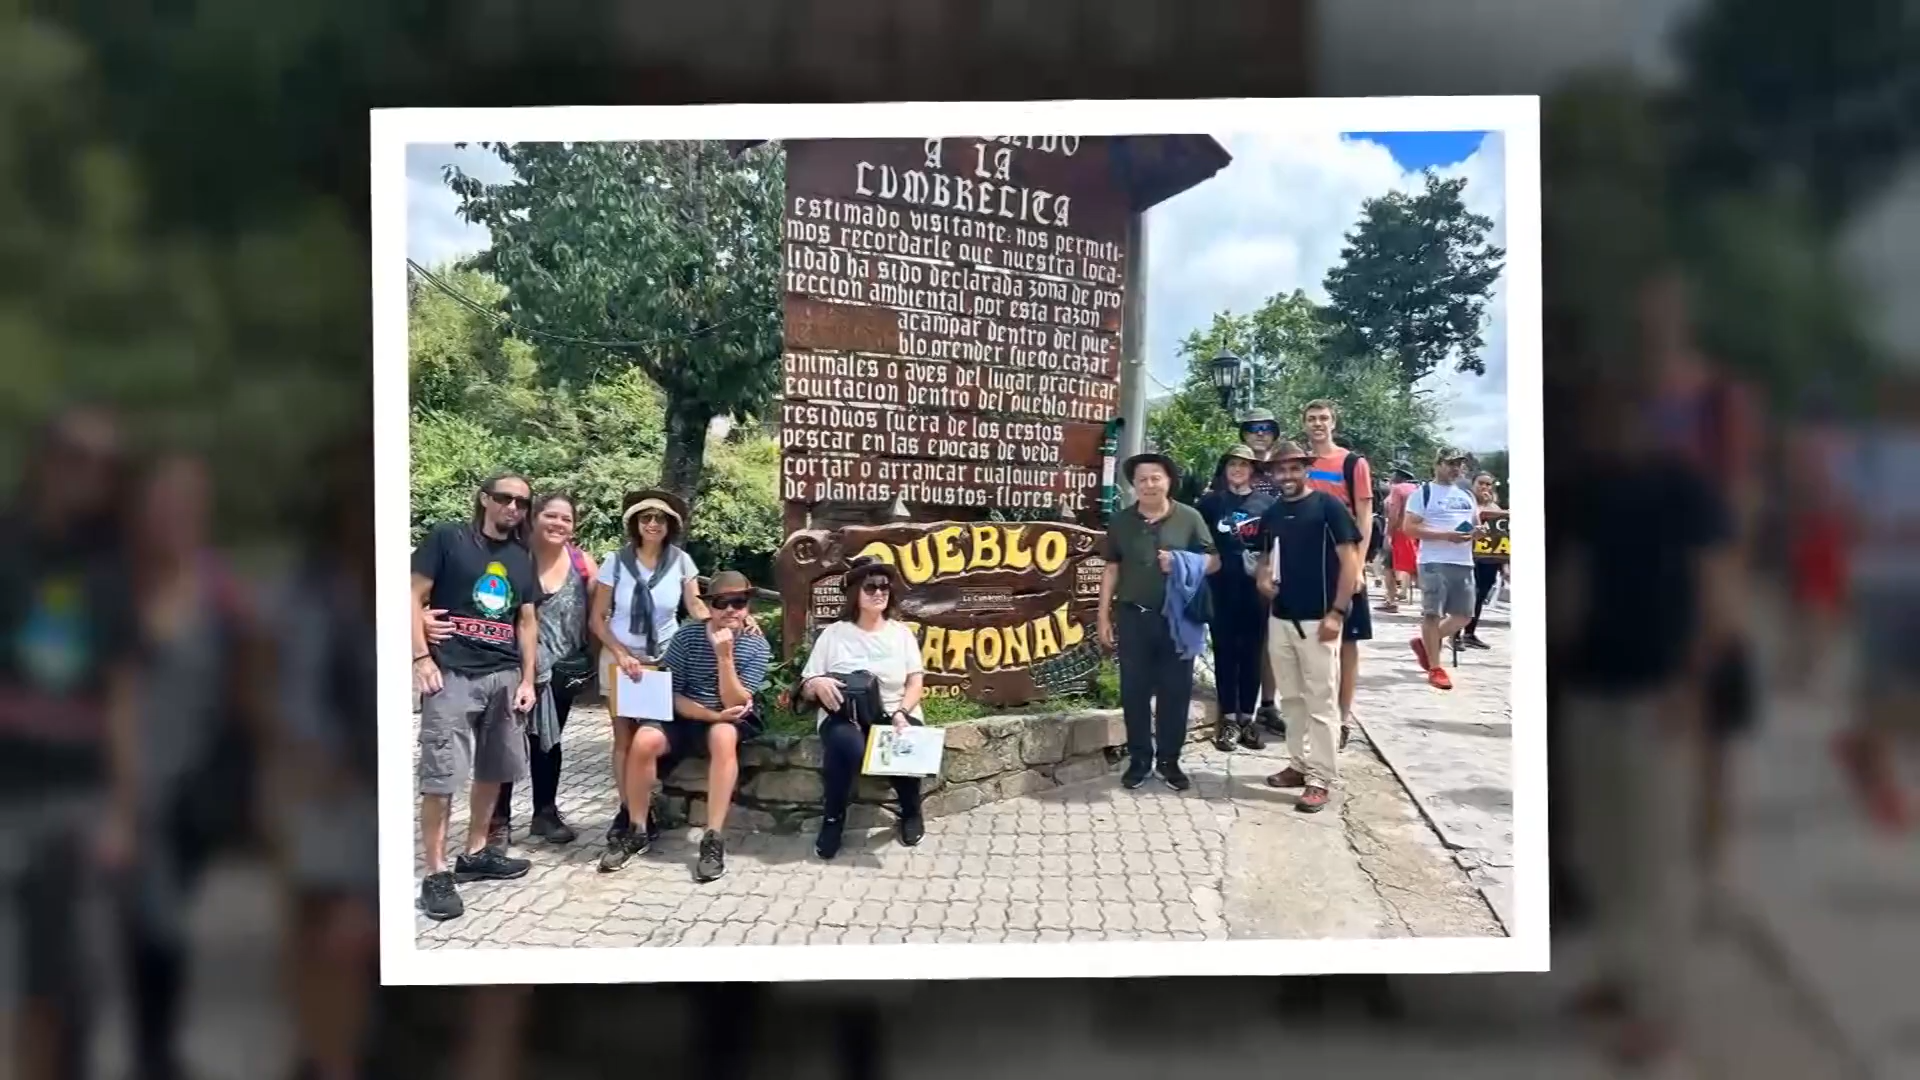 A LA
CUMBRECITA
estimado visitante: nos permiti-
mos recordarle que nuestra loca-
lidad ha sido declarada zona de pro
teccion ambiental, por esta razon
acampar dentro del pue-
blo, prender fuego, cazar
animales o aves del lugar, practicar
equitacion dentro del pueblo, tirar
residuos fuera de los cestos
pescar en las epocas de veda,
cortar o arrancar cualquier tipo
de plantas-arbustos-flores-etc
PUEBLO
La Cumbrecita